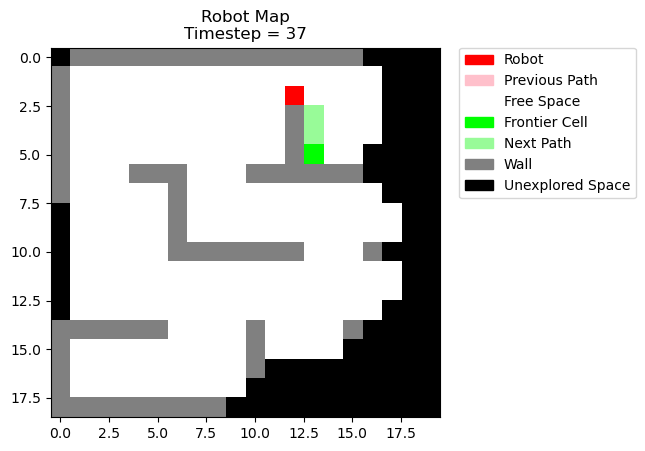 Robot Map
Timestep = 37
0.0
2.5
5.0
7.5
10.0
12.5
15.0
17.5
0.0
2.5
5.0
7.5
10.0
12.5
15.0
17.5
Robot
Previous Path
Free Space
Frontier Cell
Next Path
Wall
Unexplored Space